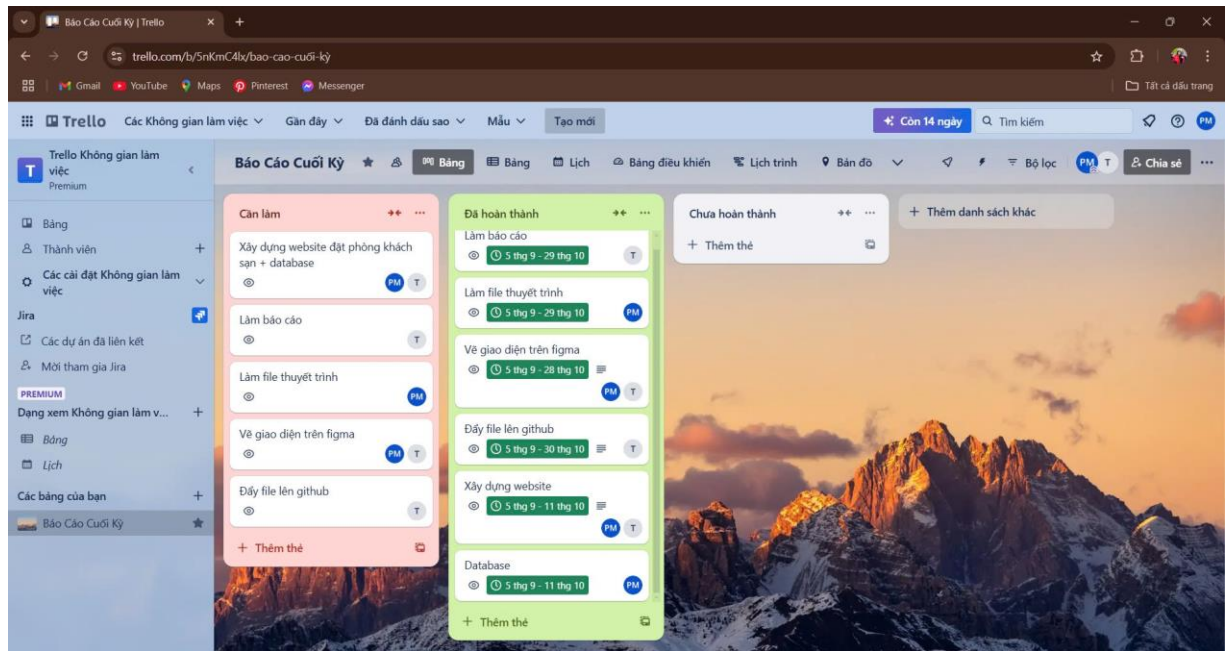 Báo Cáo Cuối Kỳ | Trello
trello.com/b/5nKmC4lx/bao-cao-cuối-kỳ
Gmail YouTube Maps Pinterest Messenger Tất cả dấu trang
Trello Các Không gian làm việc Gần đây Đã đánh dấu sao Mẫu Tạo mới Còn 14 ngày Tìm kiếm PM
T Trello Không gian làm
việc
Premium
Báo Cáo Cuối Kỳ Bảng Bảng Lịch Bảng điều khiển Lịch trình Bản đồ Bộ lọc PM T Chia sẻ
Bảng
Thành viên
Các cài đặt Không gian làm
việc
Jira
Các dự án đã liên kết
Mời tham gia Jira
PREMIUM
Dạng xem Không gian làm v...
Bảng
Lịch
Các bảng của bạn
Báo Cáo Cuối Kỳ
Cần làm
Xây dựng website đặt phòng khách
sạn + database
PM T
Làm báo cáo
T
Làm file thuyết trình
PM
Vẽ giao diện trên figma
PM T
Đẩy file lên github
T
+ Thêm thẻ
Đã hoàn thành
Làm báo cáo
5 thg 9 - 29 thg 10 T
Làm file thuyết trình
5 thg 9 - 29 thg 10 PM
Vẽ giao diện trên figma
5 thg 9 - 28 thg 10
PM T
Đẩy file lên github
5 thg 9 - 30 thg 10 T
Xây dựng website
5 thg 9 - 11 thg 10
PM T
Database
5 thg 9 - 11 thg 10 PM
+ Thêm thẻ
Chưa hoàn thành
+ Thêm thẻ
+ Thêm danh sách khác